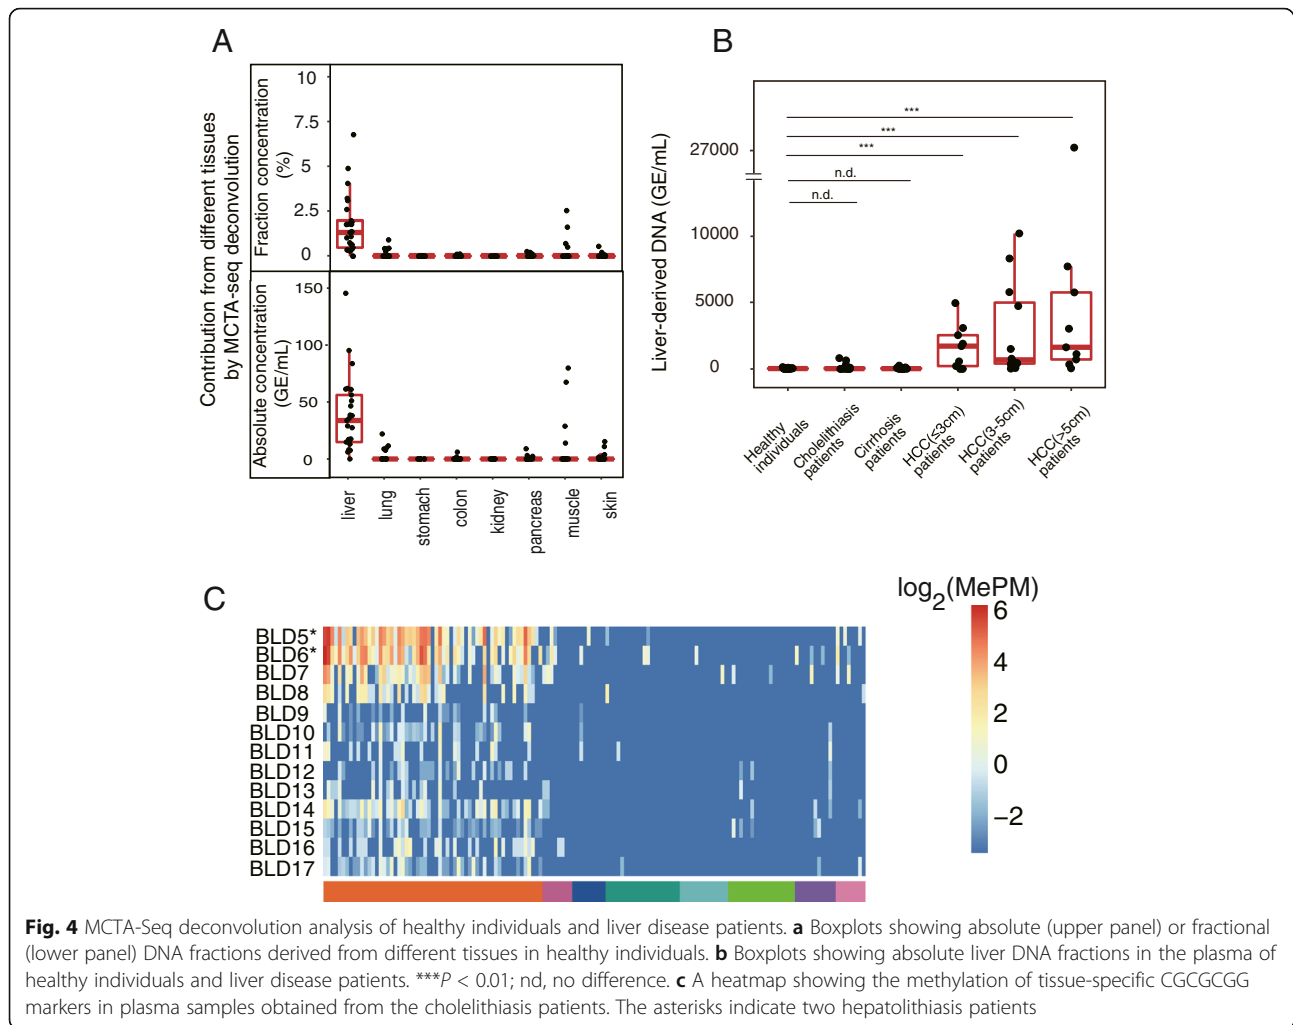 A
Contribution from different tissues
by MCTA-seq deconvolution
Fraction concentration
(%)
10
7.5
5
2.5
0
Absolute concentration
(GE/mL)
150
100
50
0
liver
lung
stomach
colon
kidney
pancreas
muscle
skin
B
Liver-derived DNA (GE/mL)
27000
10000
5000
0
***
***
***
n.d.
n.d.
Healthy
individuals
Cholelithiasis
patients
Cirrhosis
patients
HCC(≤3cm)
patients
HCC(3-5cm)
patients
HCC(>5cm)
patients
C
BLD5*
BLD6*
BLD7
BLD8
BLD9
BLD10
BLD11
BLD12
BLD13
BLD14
BLD15
BLD16
BLD17
log2(MePM)
6
4
2
0
−2
Fig. 4 MCTA-Seq deconvolution analysis of healthy individuals and liver disease patients. a Boxplots showing absolute (upper panel) or fractional
(lower panel) DNA fractions derived from different tissues in healthy individuals. b Boxplots showing absolute liver DNA fractions in the plasma of
healthy individuals and liver disease patients. ***P < 0.01; nd, no difference. c A heatmap showing the methylation of tissue-specific CGCGCGG
markers in plasma samples obtained from the cholelithiasis patients. The asterisks indicate two hepatolithiasis patients